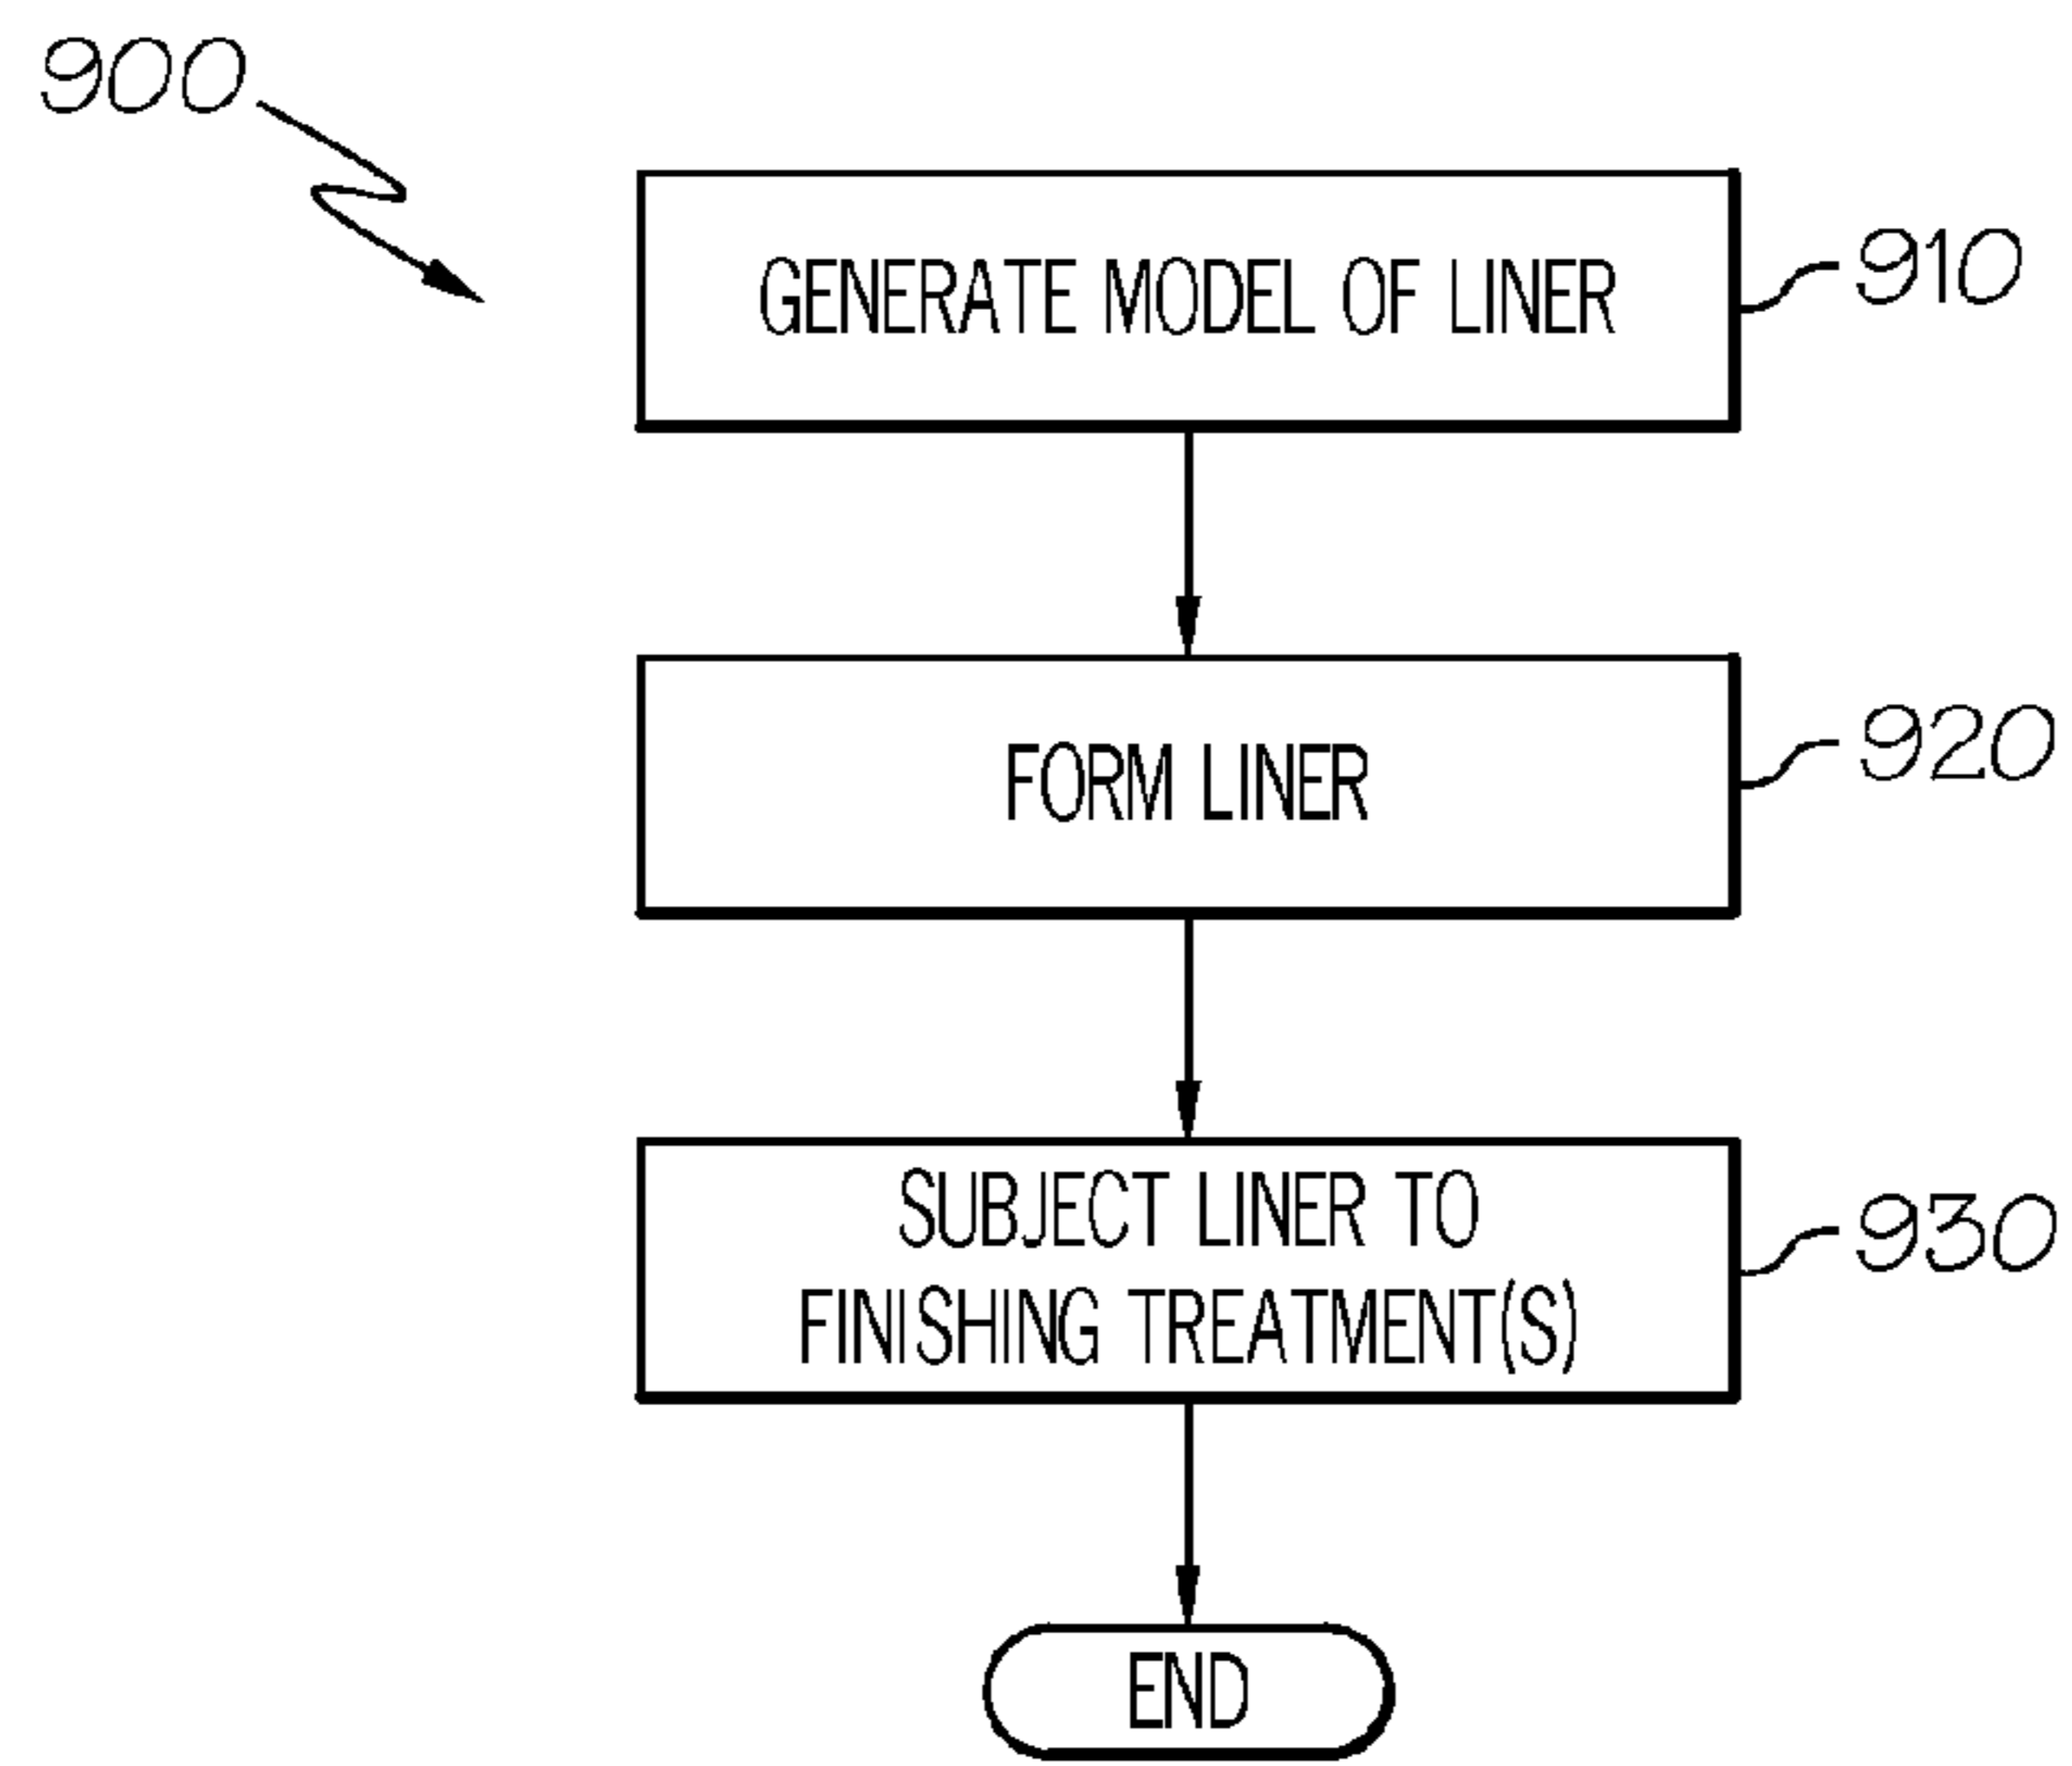 900
GENERATE MODEL OF LINER
910
FORM LINER
920
SUBJECT LINER TO
FINISHING TREATMENT(S)
930
END